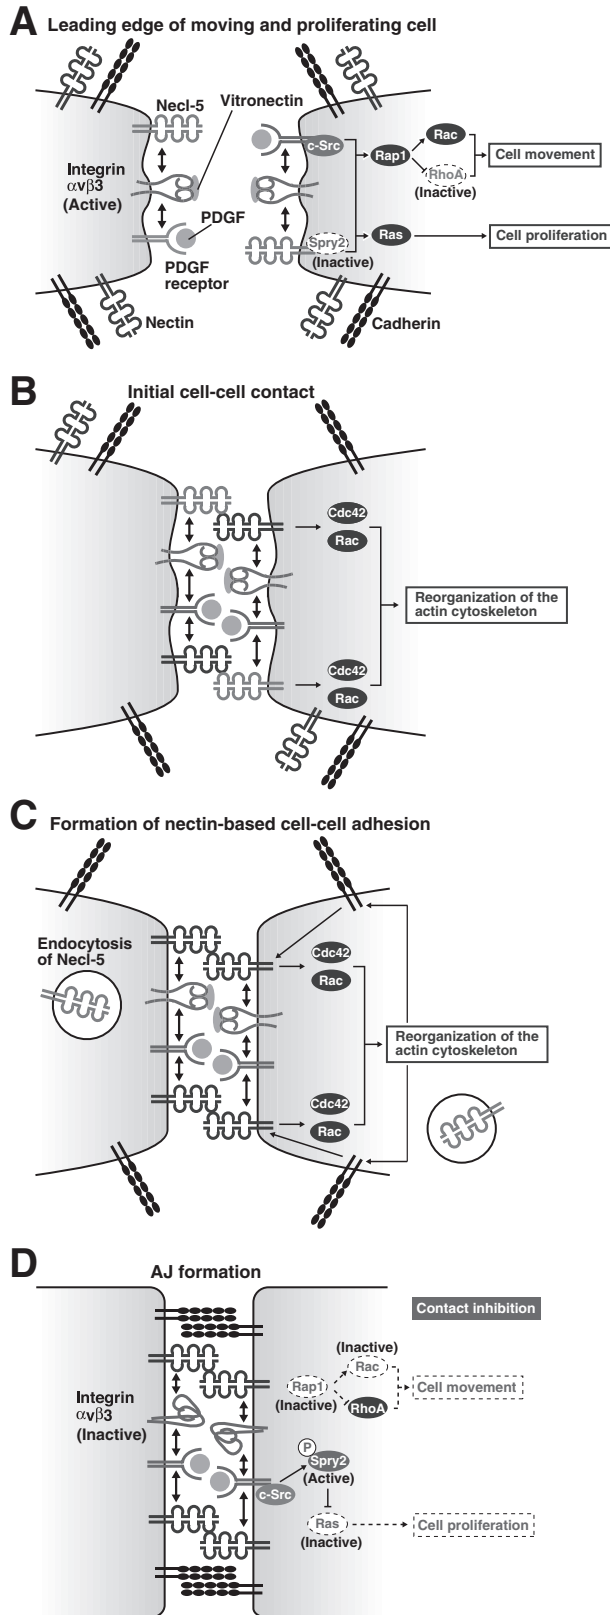 A Leading edge of moving and proliferating cell
Necl-5
Vitronectin
Integrin
αvβ3
(Active)
PDGF
PDGF
receptor
Nectin
c-Src
Rap1
Rac
RhoA
(Inactive)
Cell movement
Spry2
(Inactive)
Ras
Cell proliferation
Cadherin
B Initial cell-cell contact
Cdc42
Rac
Reorganization of the
actin cytoskeleton
Cdc42
Rac
C Formation of nectin-based cell-cell adhesion
Endocytosis
of Necl-5
Cdc42
Rac
Reorganization of the
actin cytoskeleton
Cdc42
Rac
D AJ formation
Contact inhibition
Integrin
αvβ3
(Inactive)
(Inactive)
Rac
Rap1
(Inactive)
RhoA
Cell movement
P
Spry2
(Active)
c-Src
Ras
(Inactive)
Cell proliferation